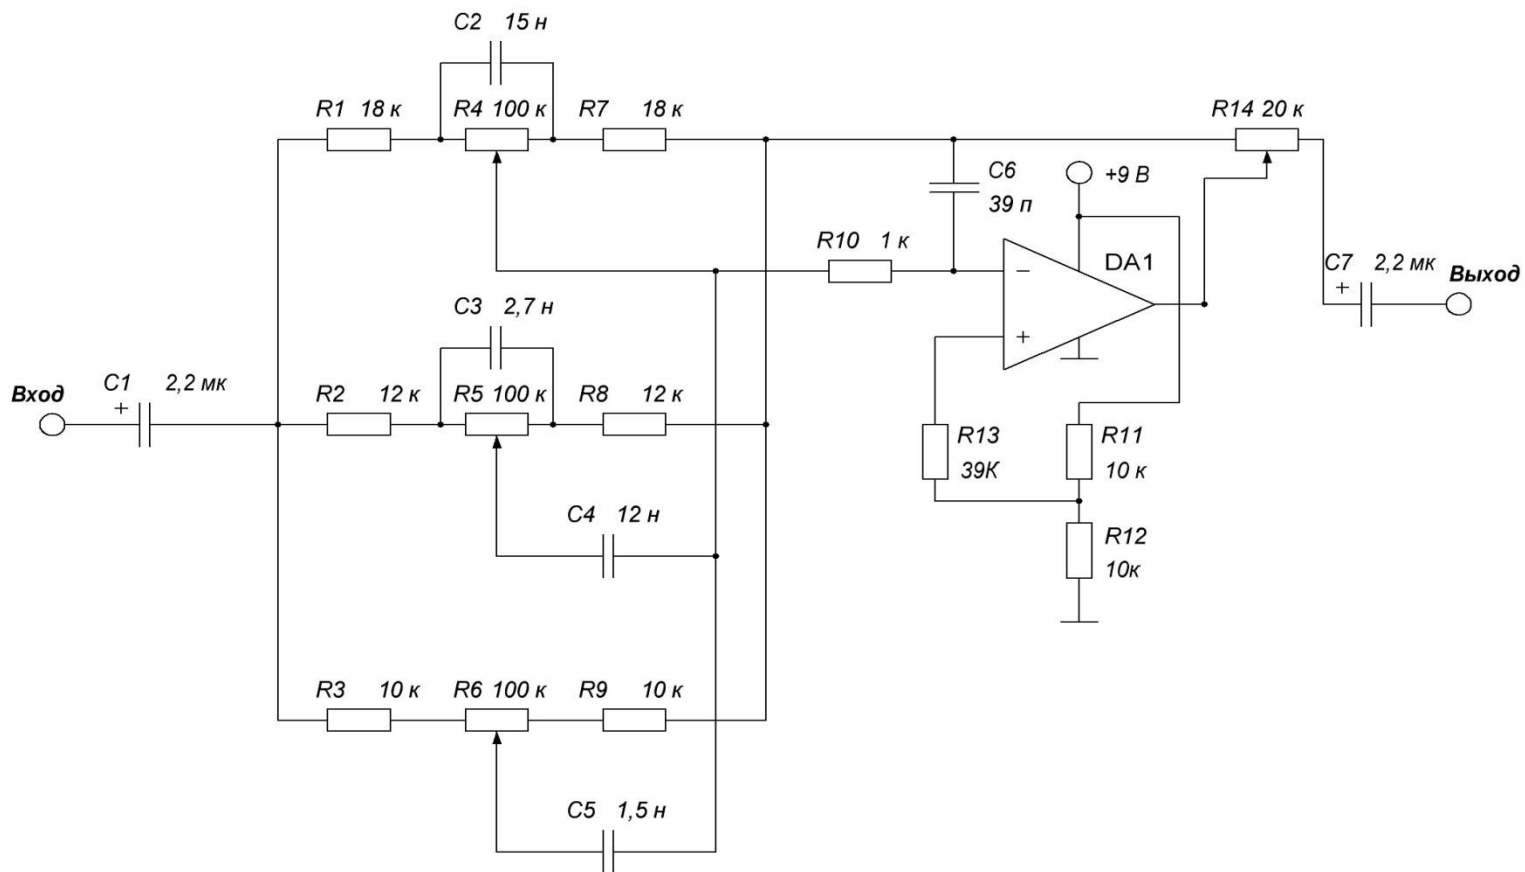 C2 15 н
R1 18 к R4 100 к R7 18 к R14 20 к
C6 +9 В
39 п
R10 1 к
− DA1
C7 2,2 мк Выход
+
C3 2,7 н
+
C1 2,2 мк R2 12 к R5 100 к R8 12 к
Вход +
R13 R11
39К 10 к
C4 12 н
R12
10к
R3 10 к R6 100 к R9 10 к
C5 1,5 н